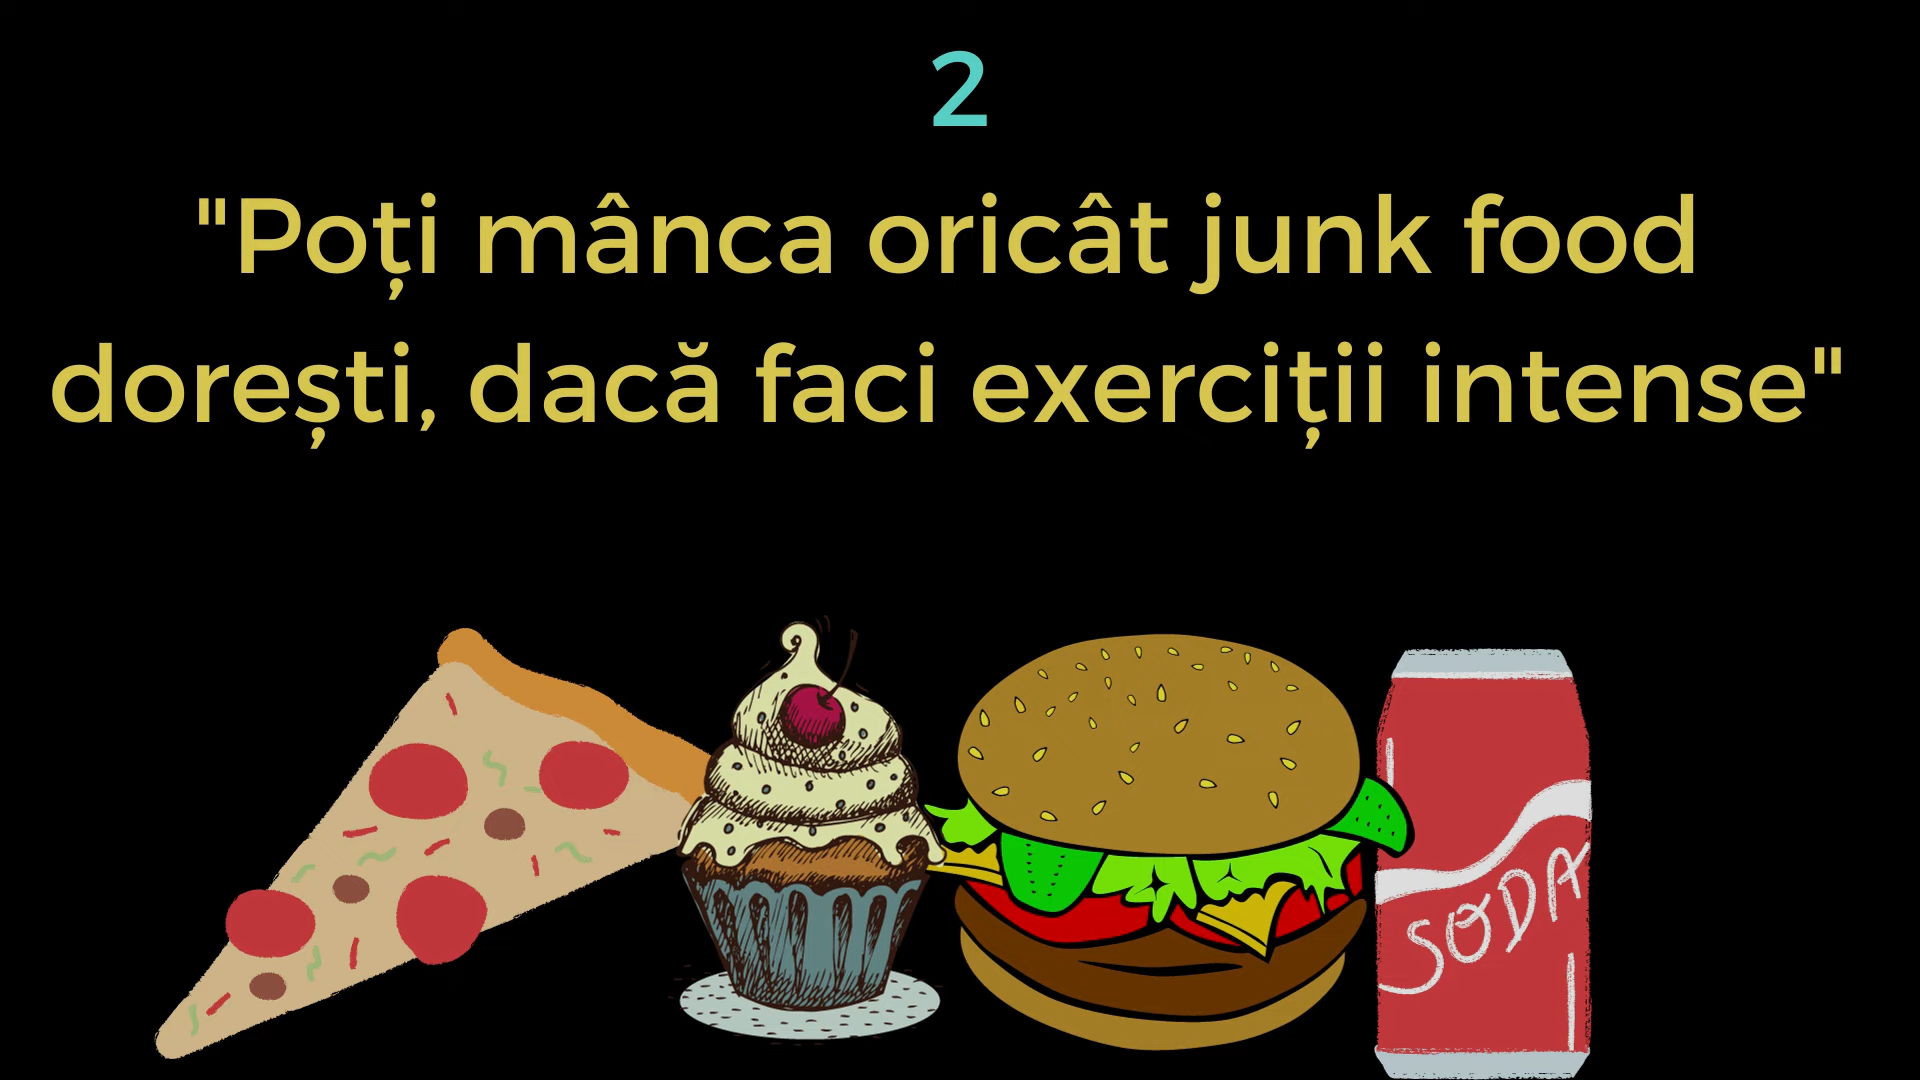 2
"Poți mânca oricât junk food
dorești, dacă faci exerciții intense"
SODA